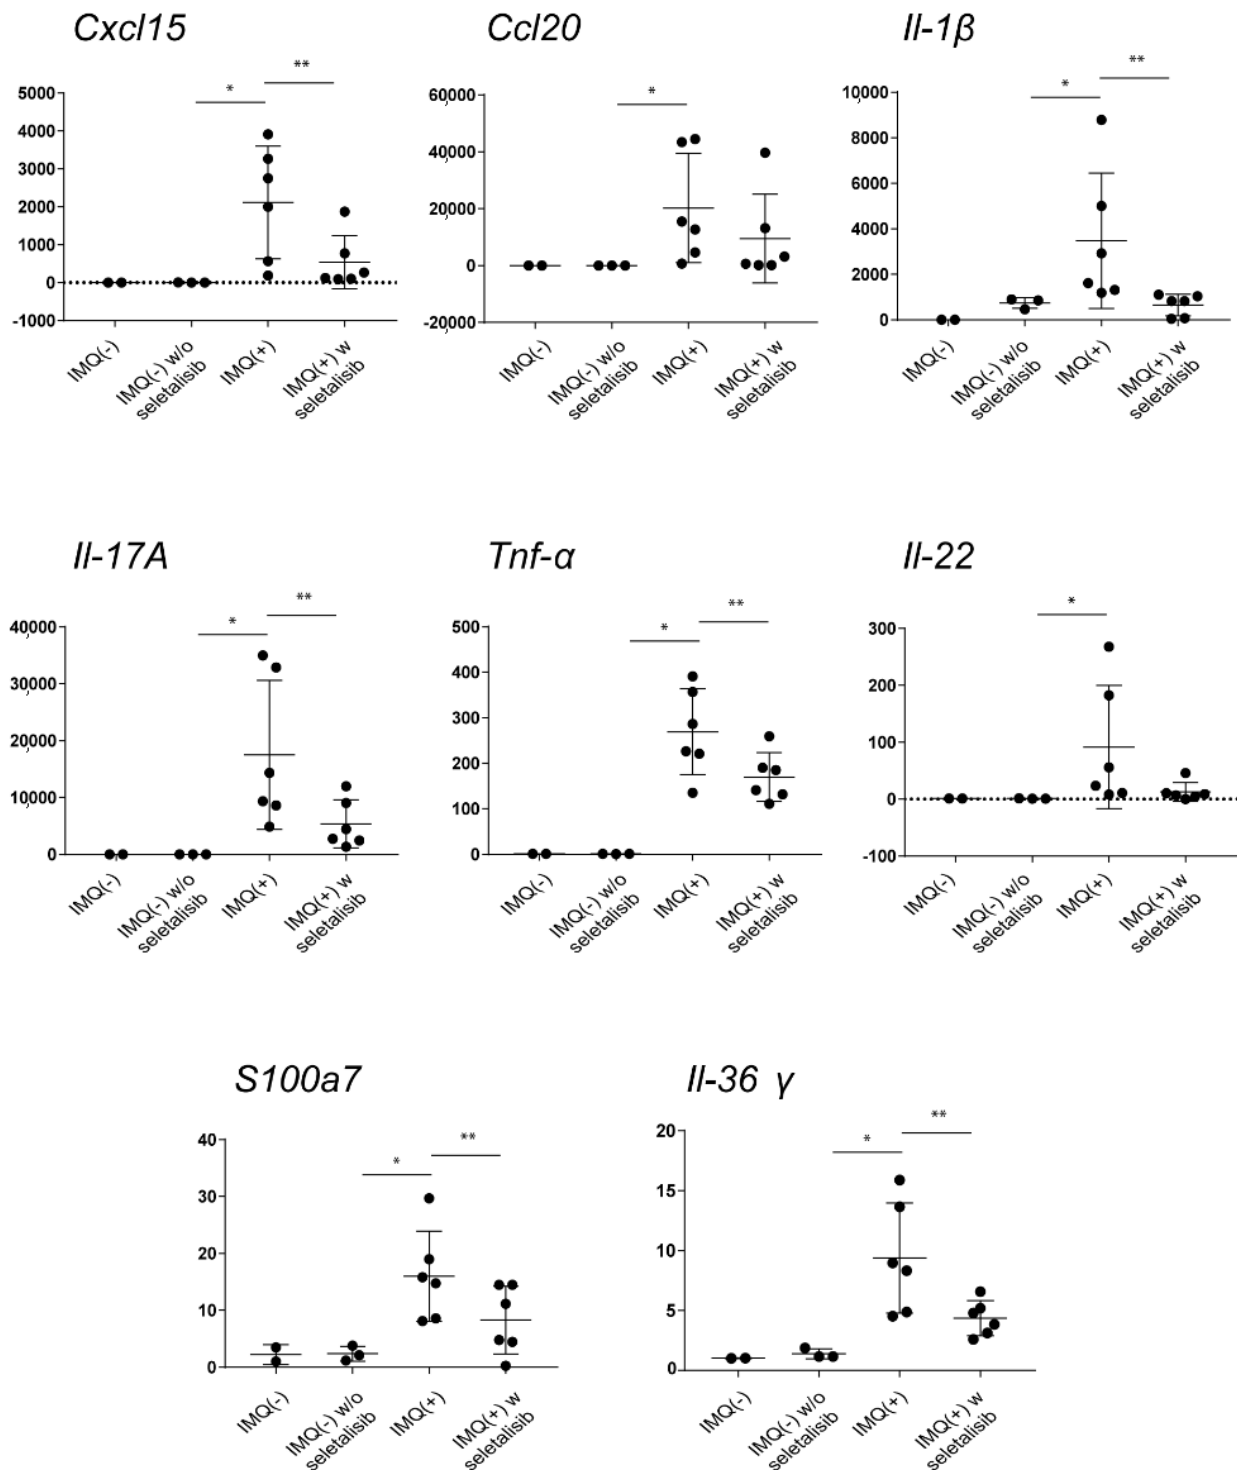 Cxcl15
* **
5000
4000
3000
2000
1000
0
-1000
IMQ(-)
IMQ(-) w/o
seletalisib
IMQ(+)
IMQ(+) w
seletalisib
Ccl20
*
60000
40000
20000
0
-20000
IMQ(-)
IMQ(-) w/o
seletalisib
IMQ(+)
IMQ(+) w
seletalisib
Il-1β
* **
10000
8000
6000
4000
2000
0
IMQ(-)
IMQ(-) w/o
seletalisib
IMQ(+)
IMQ(+) w
seletalisib
Il-17A
* **
40000
30000
20000
10000
0
IMQ(-)
IMQ(-) w/o
seletalisib
IMQ(+)
IMQ(+) w
seletalisib
Tnf-α
* **
500
400
300
200
100
0
IMQ(-)
IMQ(-) w/o
seletalisib
IMQ(+)
IMQ(+) w
seletalisib
Il-22
*
300
200
100
0
-100
IMQ(-)
IMQ(-) w/o
seletalisib
IMQ(+)
IMQ(+) w
seletalisib
S100a7
* **
40
30
20
10
0
IMQ(-)
IMQ(-) w/o
seletalisib
IMQ(+)
IMQ(+) w
seletalisib
Il-36 γ
* **
20
15
10
5
0
IMQ(-)
IMQ(-) w/o
seletalisib
IMQ(+)
IMQ(+) w
seletalisib